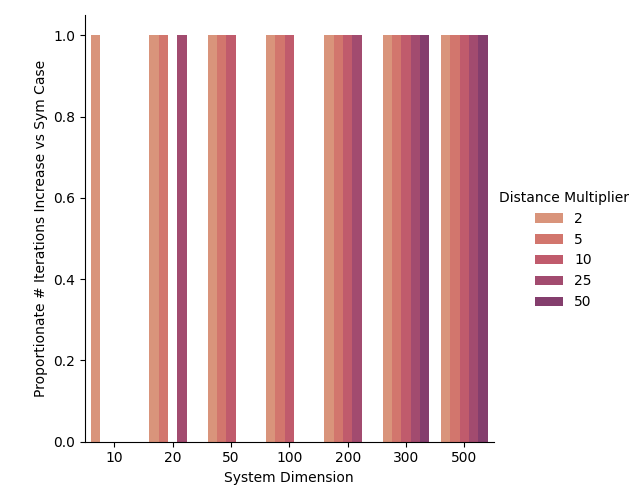 Proportionate # Iterations Increase vs Sym Case
1.0
0.8
0.6
0.4
0.2
0.0
10 20 50 100 200 300 500
System Dimension
Distance Multiplier
2
5
10
25
50